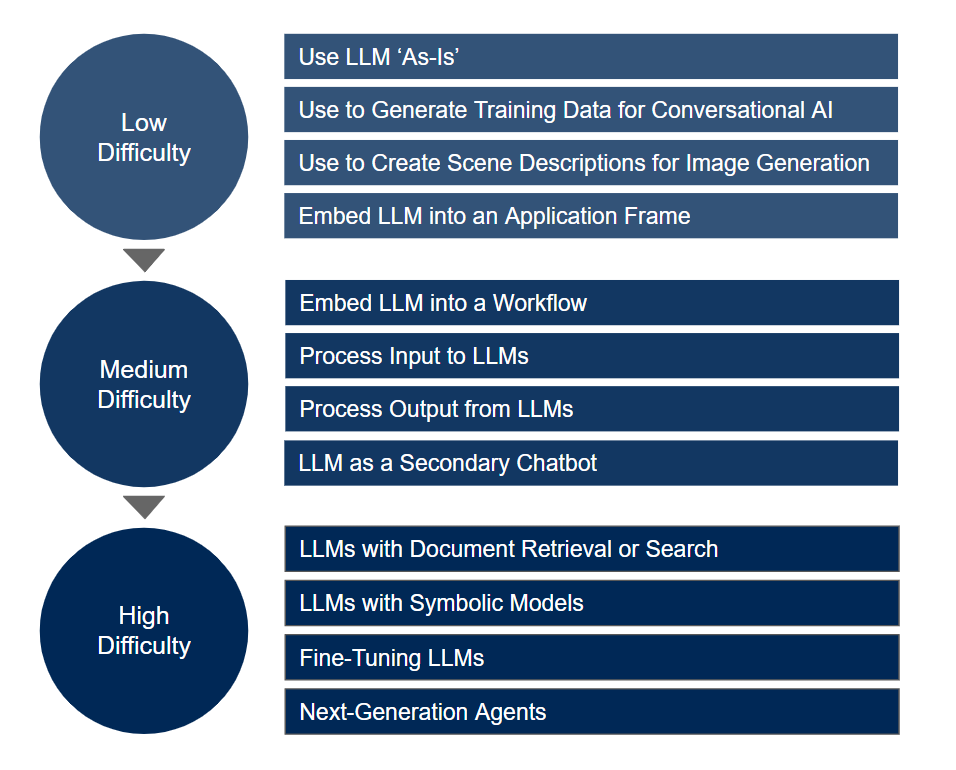 Low
Difficulty
Use LLM ‘As-Is’
Use to Generate Training Data for Conversational AI
Use to Create Scene Descriptions for Image Generation
Embed LLM into an Application Frame
Medium
Difficulty
Embed LLM into a Workflow
Process Input to LLMs
Process Output from LLMs
LLM as a Secondary Chatbot
High
Difficulty
LLMs with Document Retrieval or Search
LLMs with Symbolic Models
Fine-Tuning LLMs
Next-Generation Agents